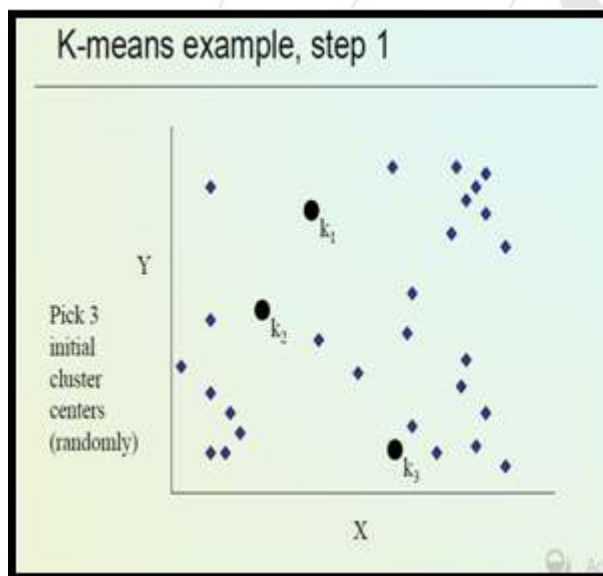 K-means example, step 1
k1
Y
k2
Pick 3
initial
cluster
centers
(randomly)
k3
X